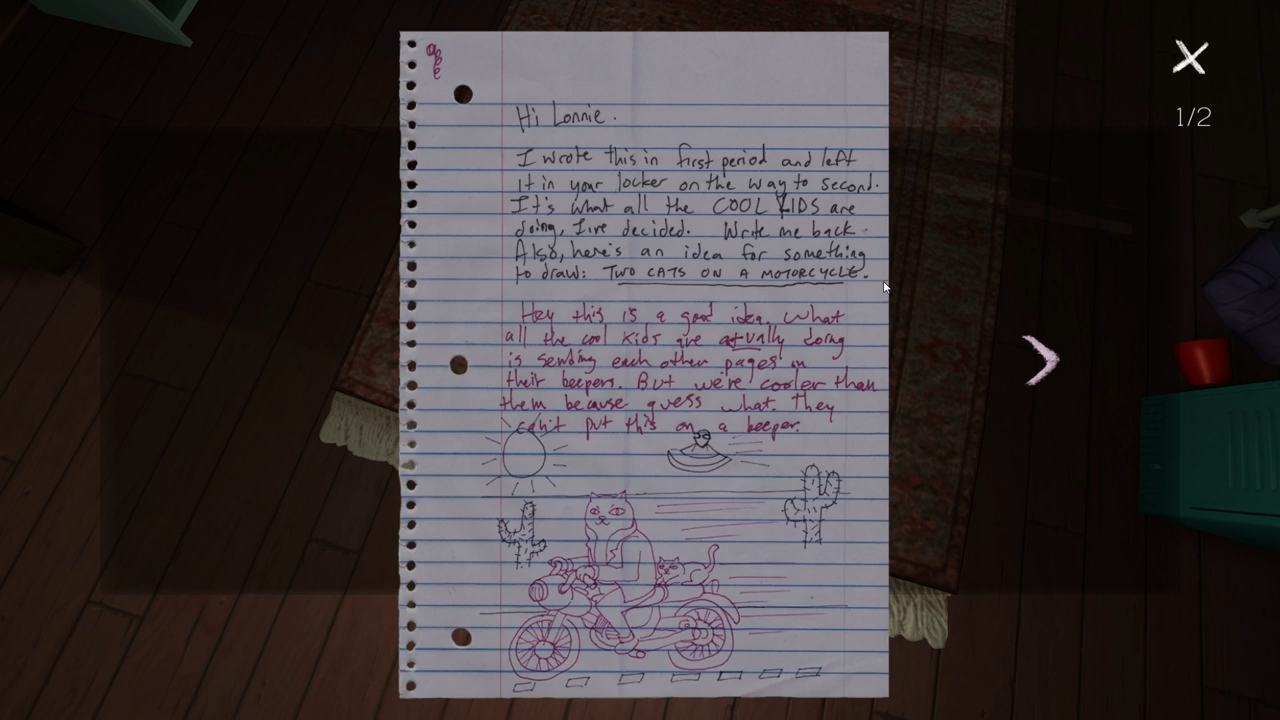 1/2
Hi Lonnie.
I wrote this in first period and left
it in your locker on the way to second.
It's what all the COOL KIDS are
doing, I've decided. Write me back.
Also, here's an idea for something
to draw: TWO CATS ON A MOTORCYCLE.
Hey this is a good idea. What
all the cool kids are actually doing
is sending each other pages on
their beepers. But we're cooler than
them because guess what. They
can't put this on a beeper.